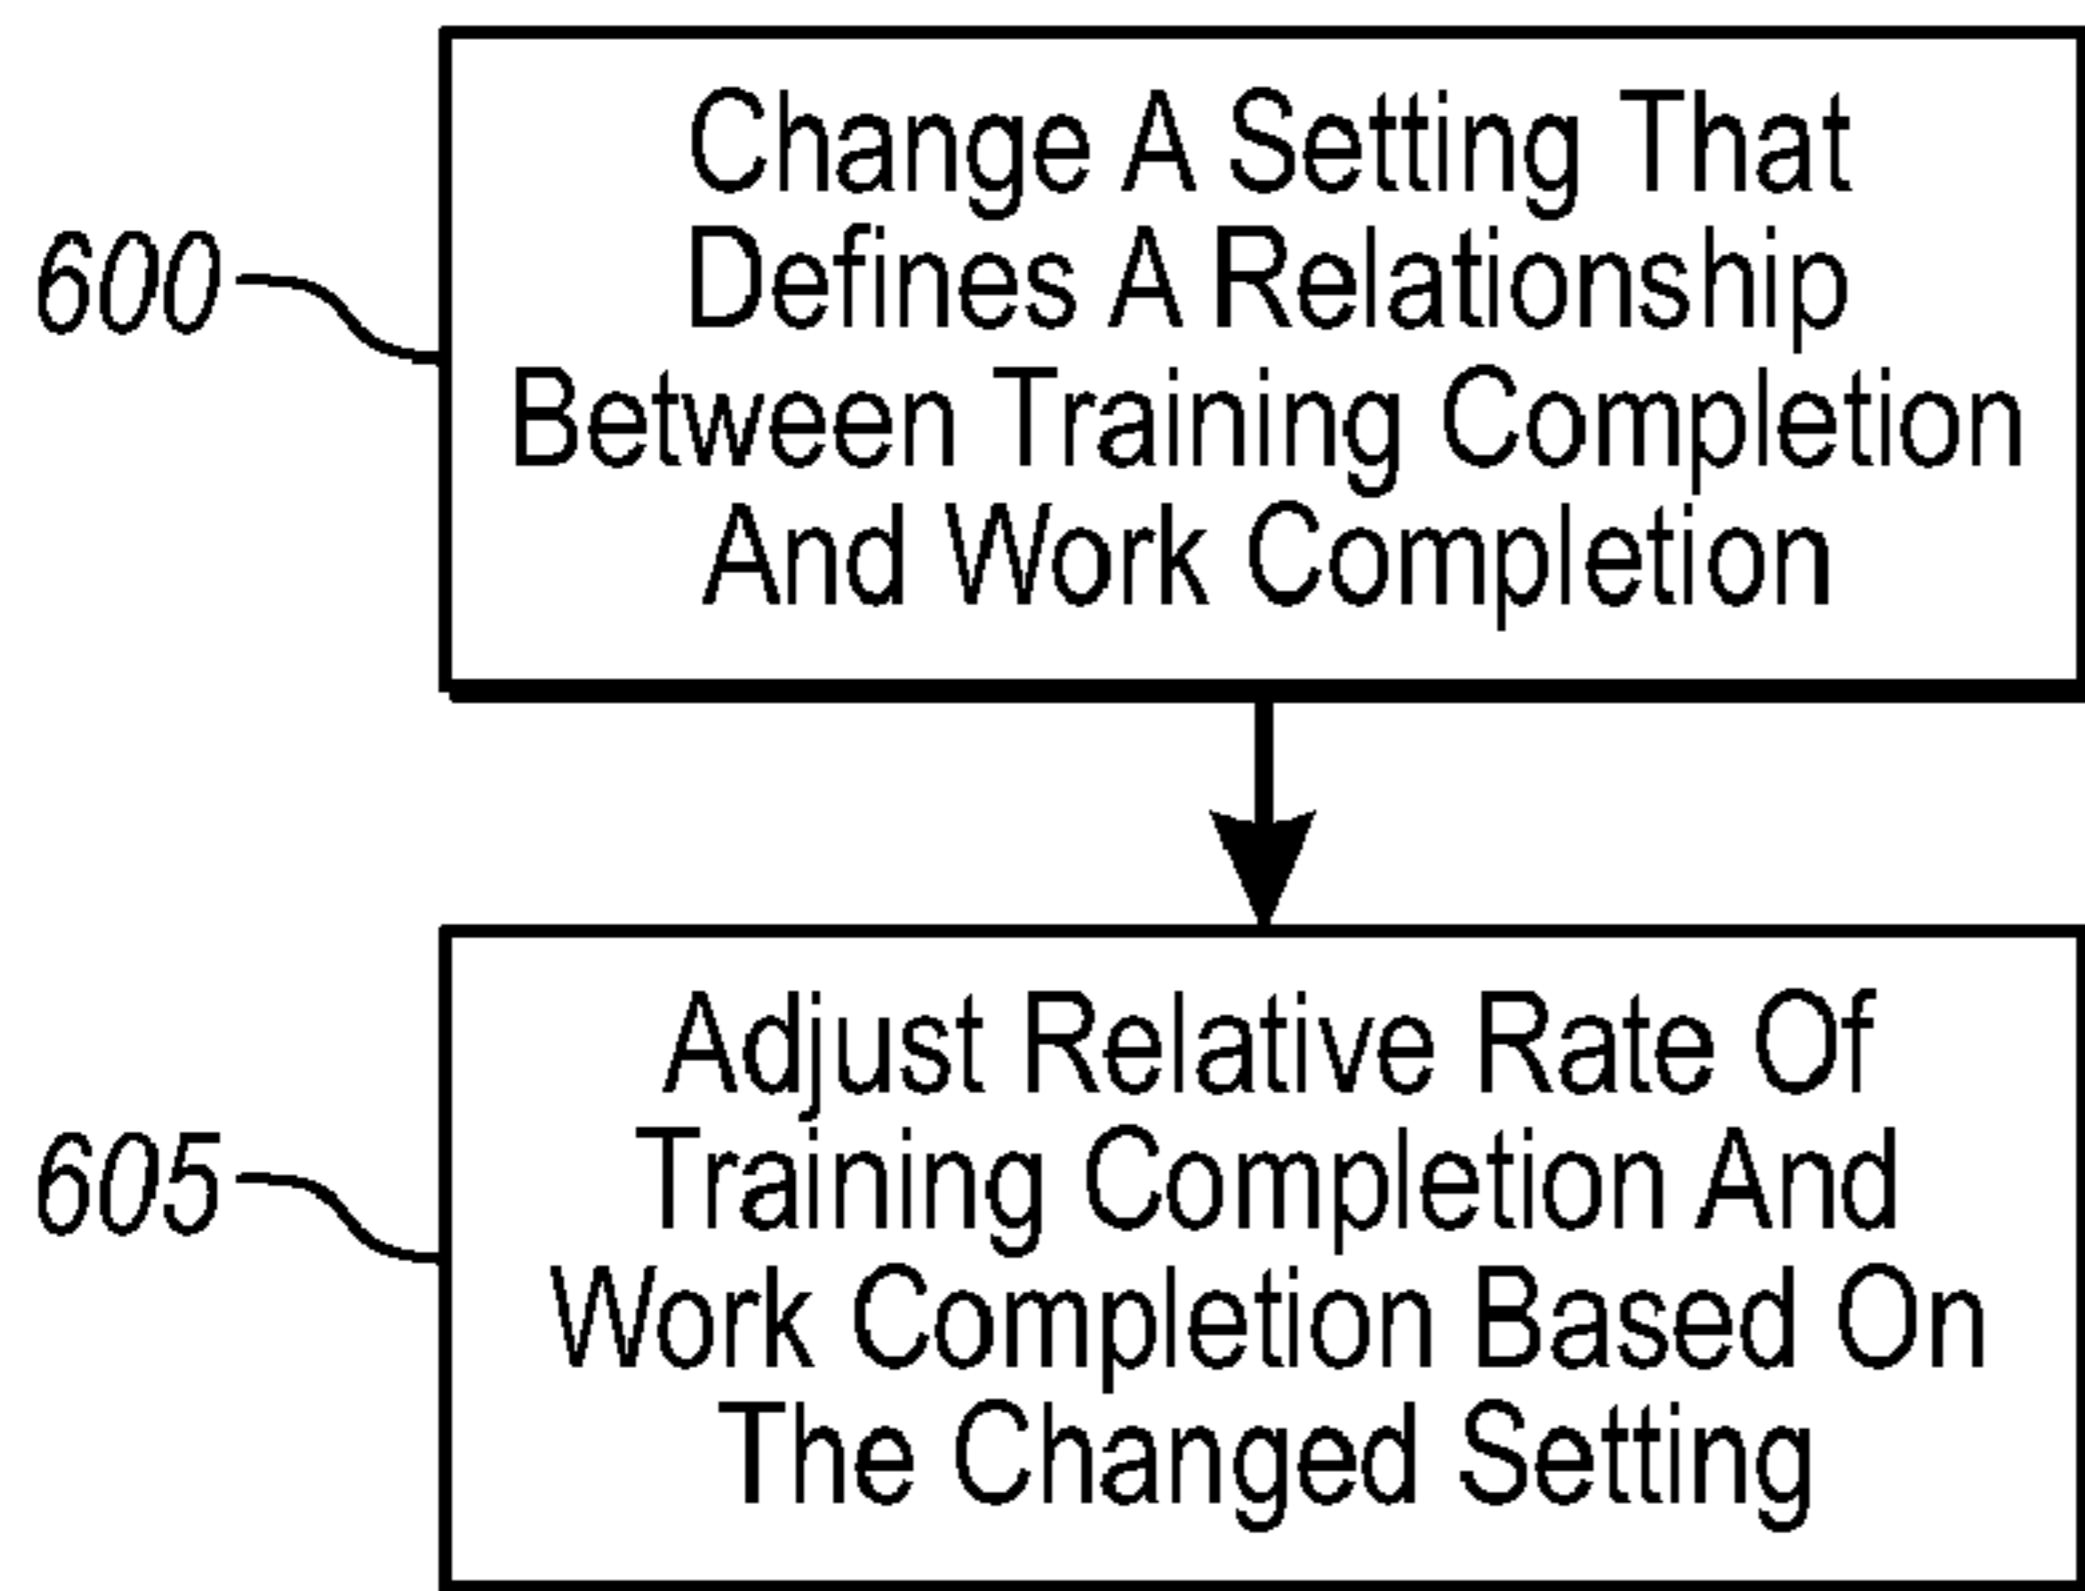 600
Change A Setting That
Defines A Relationship
Between Training Completion
And Work Completion
605
Adjust Relative Rate Of
Training Completion And
Work Completion Based On
The Changed Setting